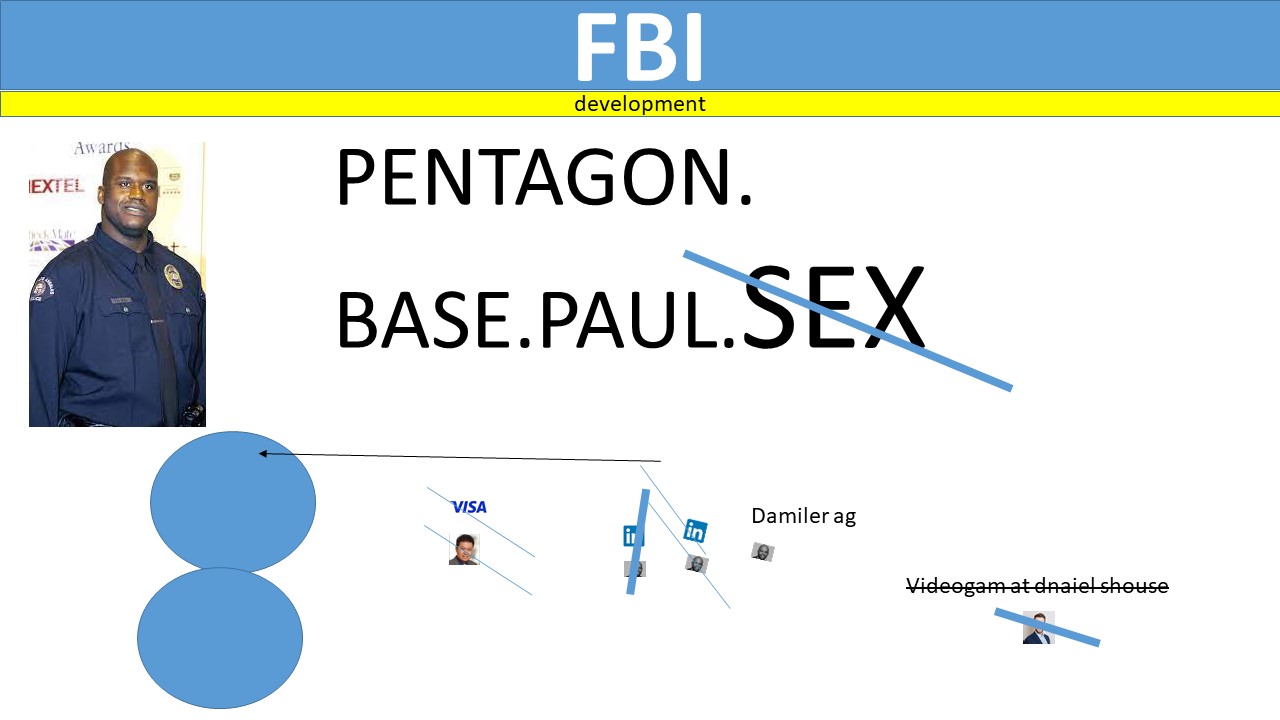 FBI
development
Awards
NEXTEL
PENTAGON.
BASE.PAUL.SEX
VISA
in
in
Damiler ag
Videogam at dnaiel shouse